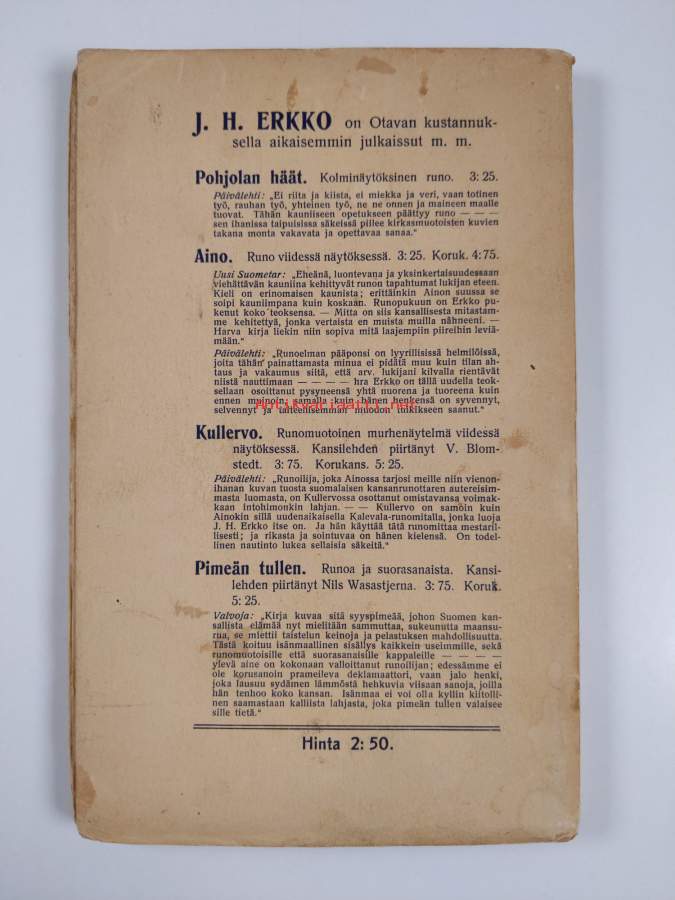 J. H. ERKKO on Otavan kustannuk-
sella aikaisemmin julkaissut m. m.
Pohjolan häät. Kolminäytöksinen runo. 3: 25.
Päivälehti: „Ei riita ja kiista, ei miekka ja veri, vaan totinen
työ, rauhan työ, yhteinen työ, ne ne onnen ja maineen maalle
tuovat. Tähän kauniiseen opetukseen päättyy runo — — —
sen ihanissa taipuisissa säkeissä piilee kirkasmuotoisten kuvien
takana monta vakavata ja opettavaa sanaa.“
Aino. Runo viidessä näytöksessä. 3: 25. Koruk. 4: 75.
Uusi Suometar: „Eheänä, luontevana ja yksinkertaisuudessaan
viehättävän kauniina kehittyvät runon tapahtumat lukijan eteen.
Kieli on erinomaisen kaunista; erittäinkin Ainon suussa se
soipi kauniimpana kuin koskaan. Runopukuun on Erkko pu-
kenut koko teoksensa. — Mitta on siis kansallisesta mitastam-
me kehitettyä, jonka vertaista en muista muilla nähneeni. —
Harva kirja liekin niin sopiva mitä laajempiin piireihin leviä-
mään.“
Päivälehti: „Runoelman pääponsi on lyyrillisissä helmilöissä,
joita tähän painattamasta minua ei pidätä muu kuin tilan ah-
taus ja vakaumus siitä, että arv. lukijani kilvalla rientävät
niistä nauttimaan — — — — hra Erkko on tällä uudella teok-
sellaan osoittanut pysyneensä yhtä nuorena ja tuoreena kuin
ennen mainoin, samalla kuin hänen henkensä on syvennyt,
selvennyt ja taiteellisemman muodon ilmikseen saanut.“
antikvariaatti.net
Kullervo. Runomuotoinen murhenäytelmä viidessä
näytöksessä. Kansilehden piirtänyt V. Blom-
stedt. 3: 75. Korukans. 5: 25.
Päivälehti: „Runoilija, joka Ainossa tarjosi meille niin vienon-
ihanan kuvan tuosta suomalaisen kansanrunottaren autereisim-
masta luomasta, on Kullervossa osottanut omistavansa voimak-
kaan intohimonkin lahjan. — — Kullervo on samoin kuin
Ainokin sillä uudenaikaisella Kalevala-runomitalla, jonka luoja
J. H. Erkko itse on. Ja hän käyttää tätä runomittaa mestaril-
lisesti; ja rikasta ja sointuvaa on hänen kielensä. On todel-
linen nautinto lukea sellaisia säkeitä.“
Pimeän tullen. Runoa ja suorasanaista. Kansi-
lehden piirtänyt Nils Wasastjerna. 3: 75. Koruk.
5: 25.
Valvoja: „Kirja kuvaa sitä syyspimeää, johon Suomen kan-
sallista elämää nyt mielitään sammuttaa, sukeunutta maansu-
rua, se miettii taistelun keinoja ja pelastuksen mahdollisuutta.
Tästä koituu isänmaallinen sisällys kaikkein useimmille, sekä
runomuotoisille että suorasanaisille kappaleille — — — —
ylevä aine on kokonaan valloittanut runoilijan; edessämme ei
ole korusanoin prameileva deklamaattori, vaan jalo henki,
joka lausuu sydämen lämmöstä hehkuvia viisaan sanoja, joilla
hän tenhoo koko kansan. Isänmaa ei voi olla kyllin kiitolli-
nen saamastaan kalliista lahjasta, joka pimeän tullen valaisee
sille tietä.“
Hinta 2: 50.